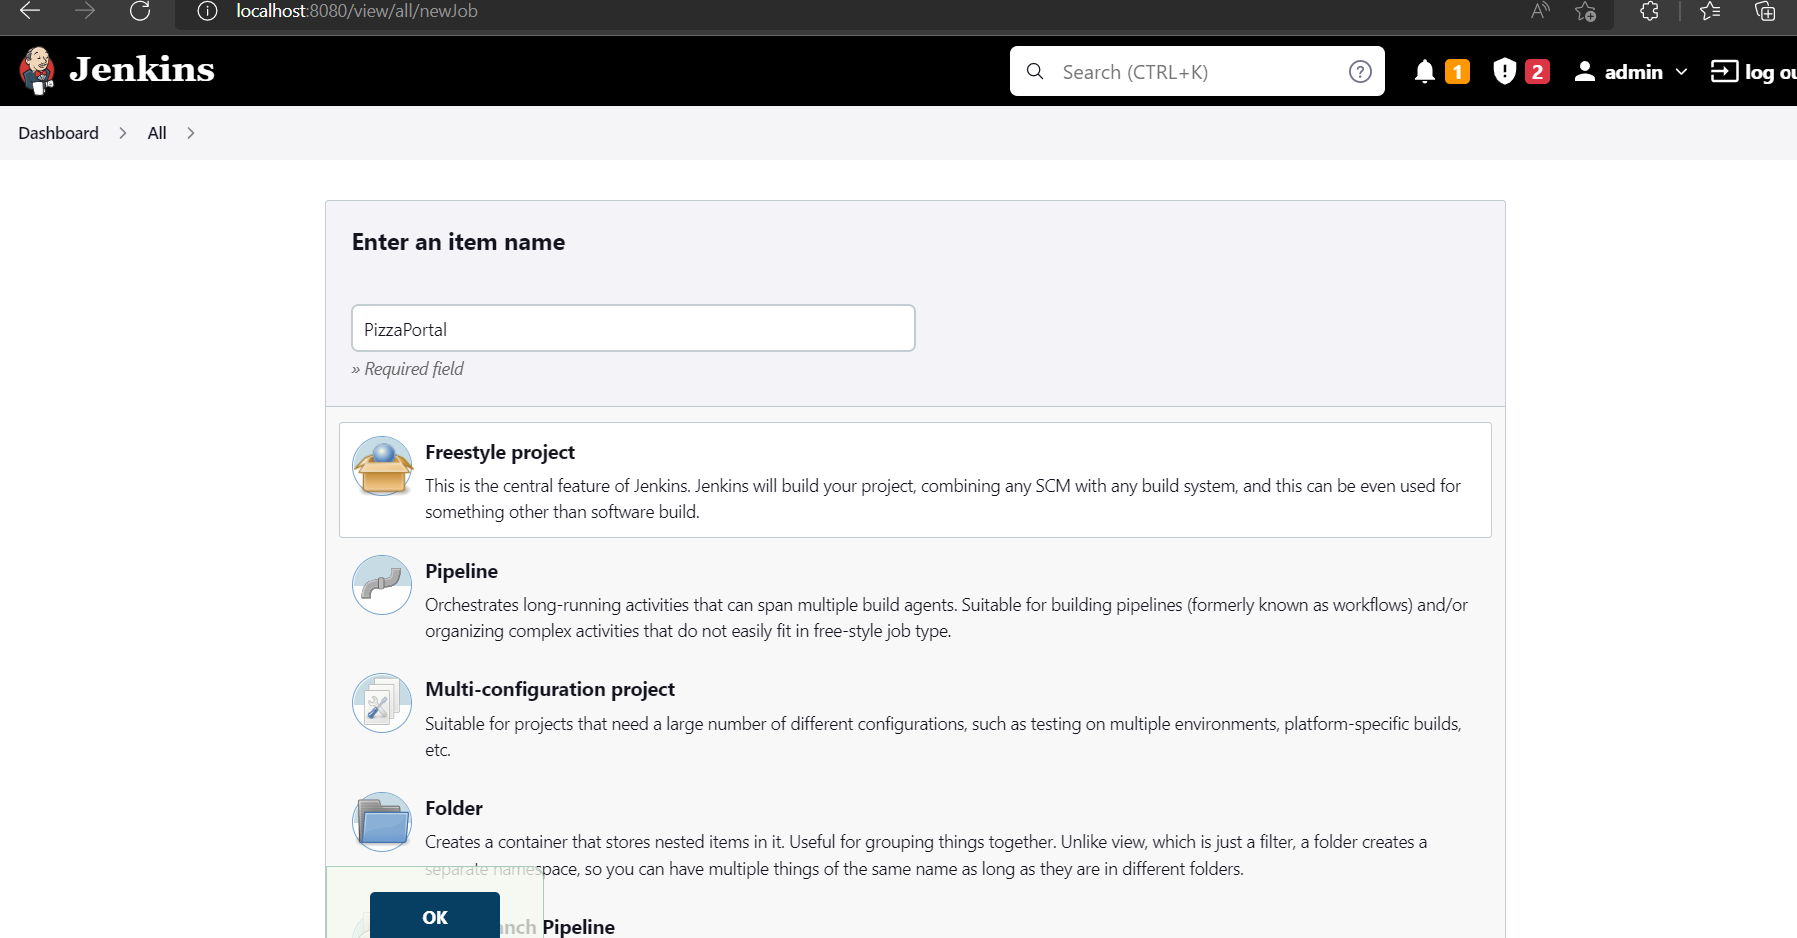 localhost:8080/view/all/newJob
Jenkins
Search (CTRL+K)
1
2
admin
log ou
Dashboard
All
Enter an item name
PizzaPortal
» Required field
Freestyle project
This is the central feature of Jenkins. Jenkins will build your project, combining any SCM with any build system, and this can be even used for
something other than software build.
Pipeline
Orchestrates long-running activities that can span multiple build agents. Suitable for building pipelines (formerly known as workflows) and/or
organizing complex activities that do not easily fit in free-style job type.
Multi-configuration project
Suitable for projects that need a large number of different configurations, such as testing on multiple environments, platform-specific builds,
etc.
Folder
Creates a container that stores nested items in it. Useful for grouping things together. Unlike view, which is just a filter, a folder creates a
separate namespace, so you can have multiple things of the same name as long as they are in different folders.
OK
anch Pipeline